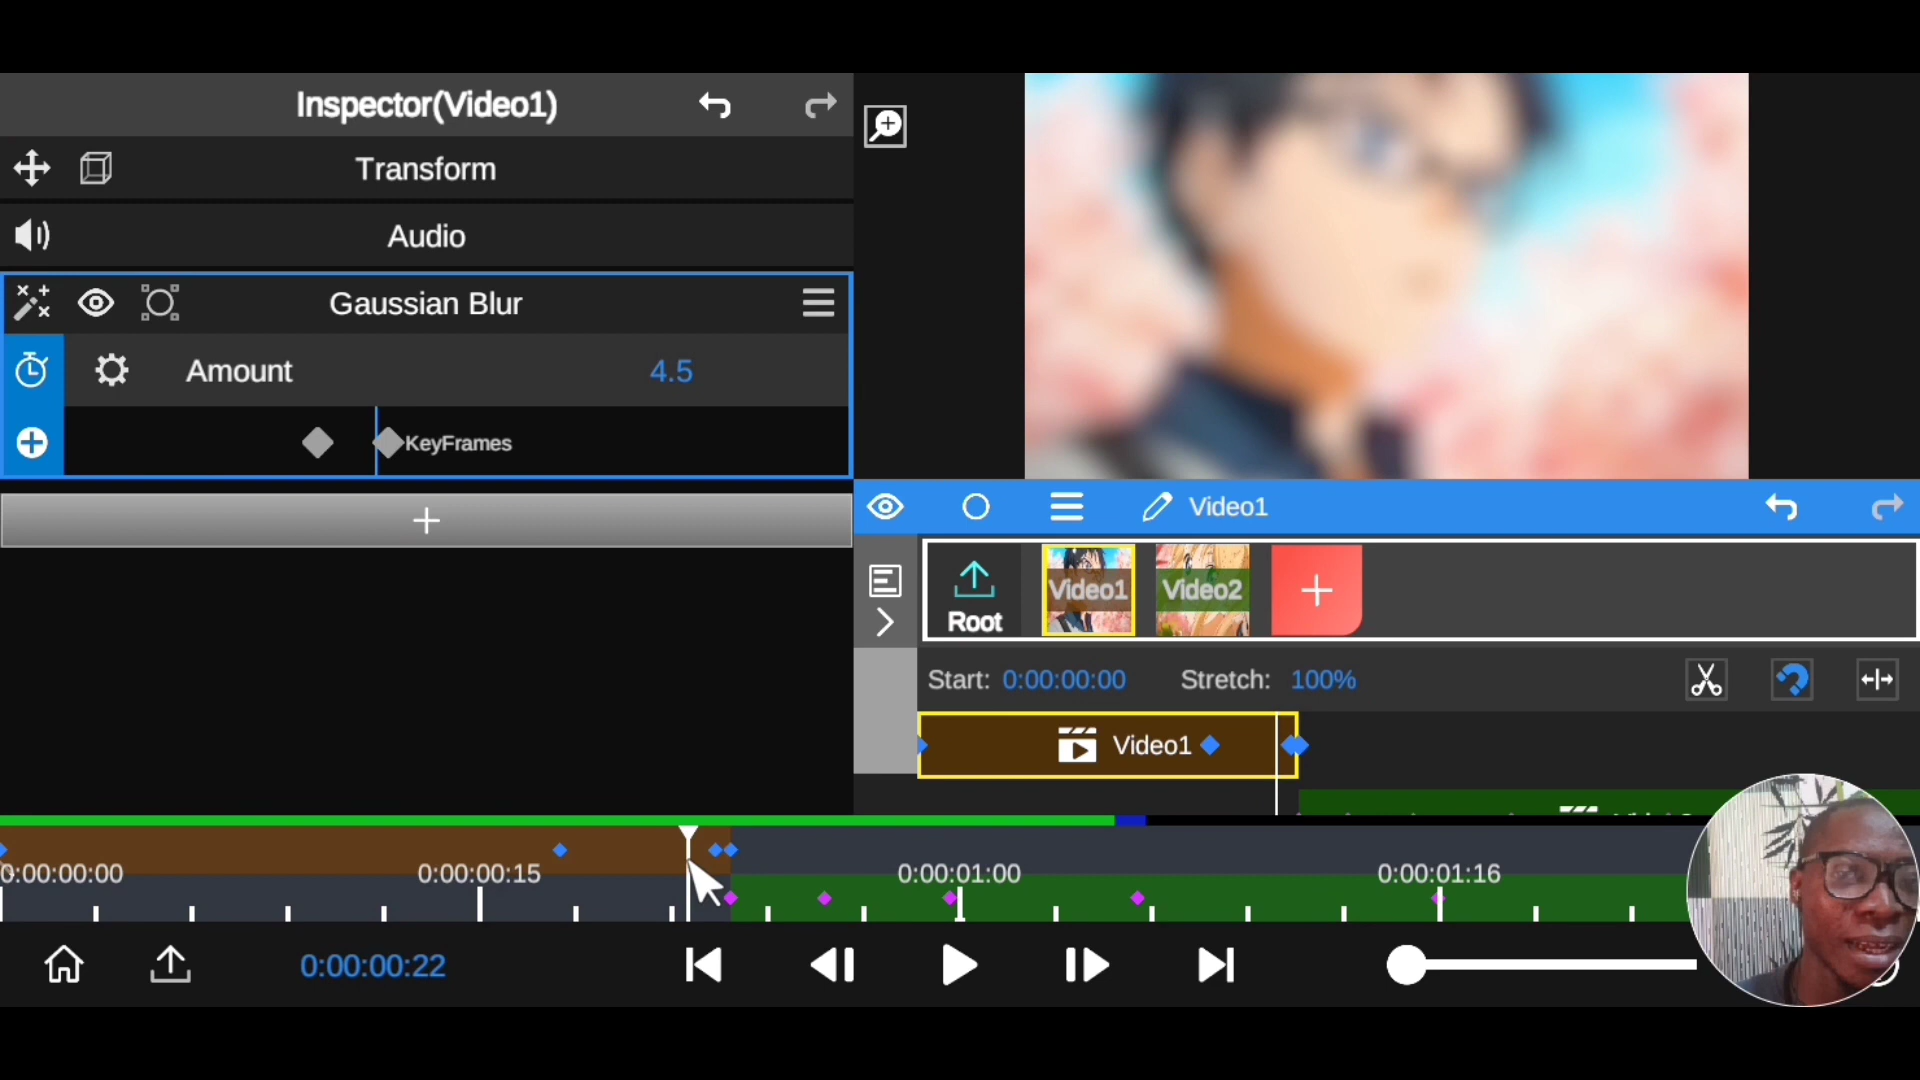 Inspector(Video1)
Transform
Audio
Gaussian Blur
Amount
4.5
KeyFrames
Video1
Root
Video1
Video2
Start: 0:00:00:00
Stretch: 100%
Video1
0:00:00:00
0:00:00:15
0:00:01:00
0:00:01:16
0:00:00:22